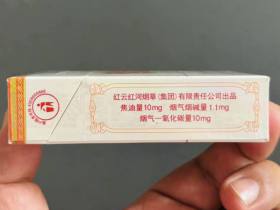 红云红河烟草(集团)有限责任公司出品
焦油量10mg 烟气烟碱量1.1mg
烟气一氧化碳量10mg